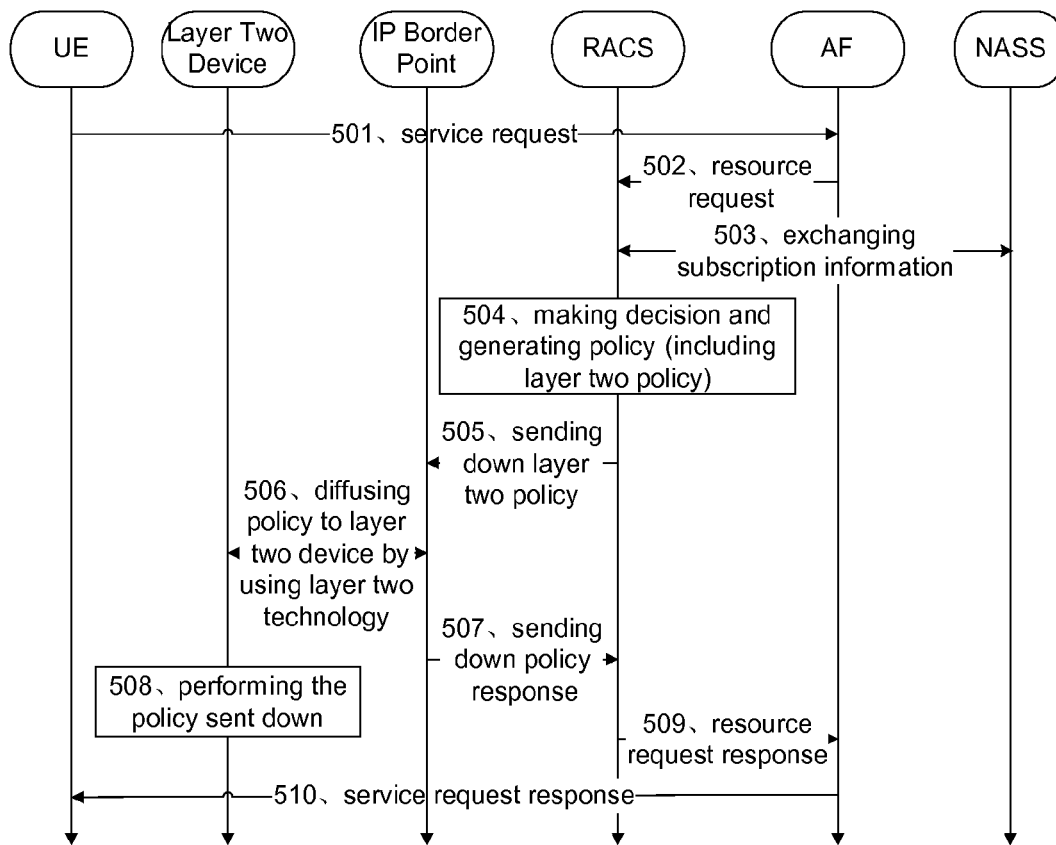 UE
Layer Two
Device
IP Border
Point
RACS
AF
NASS
501、service request
502、resource
request
503、exchanging
subscription information
504、making decision and
generating policy (including
layer two policy)
505、sending
down layer
two policy
506、diffusing
policy to layer
two device by
using layer two
technology
507、sending
down policy
response
508、performing the
policy sent down
509、resource
request response
510、service request response